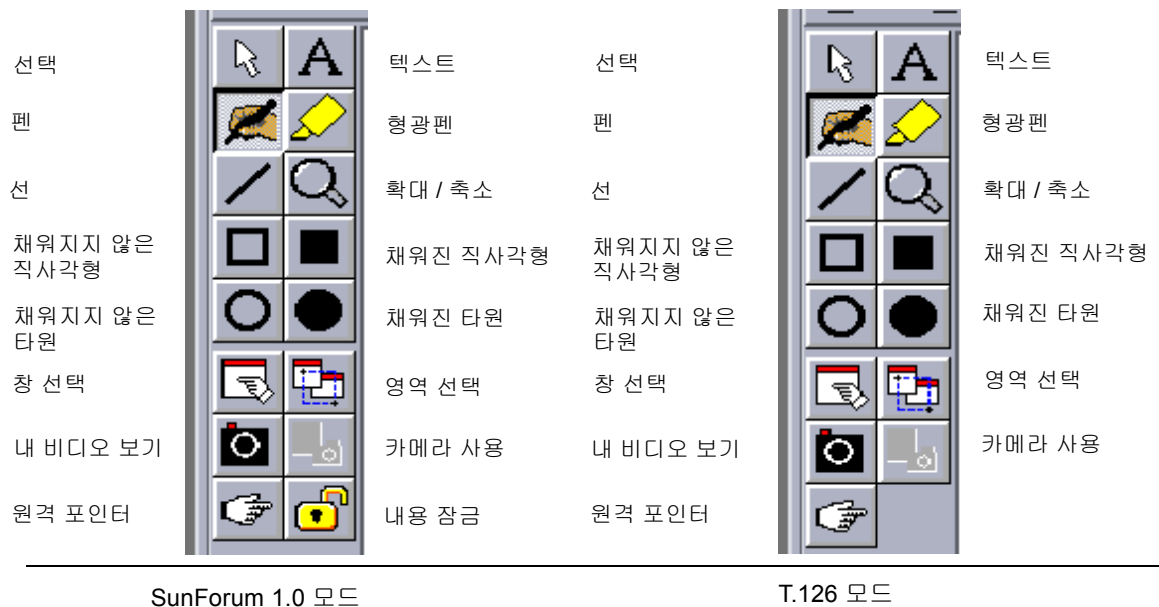 선택
텍스트
펜
형광펜
선
확대 / 축소
채워지지 않은
직사각형
채워진 직사각형
채워지지 않은
타원
채워진 타원
창 선택
영역 선택
내 비디오 보기
카메라 사용
원격 포인터
내용 잠금
SunForum 1.0 모드
선택
텍스트
펜
형광펜
선
확대 / 축소
채워지지 않은
직사각형
채워진 직사각형
채워지지 않은
타원
채워진 타원
창 선택
영역 선택
내 비디오 보기
카메라 사용
원격 포인터
T.126 모드